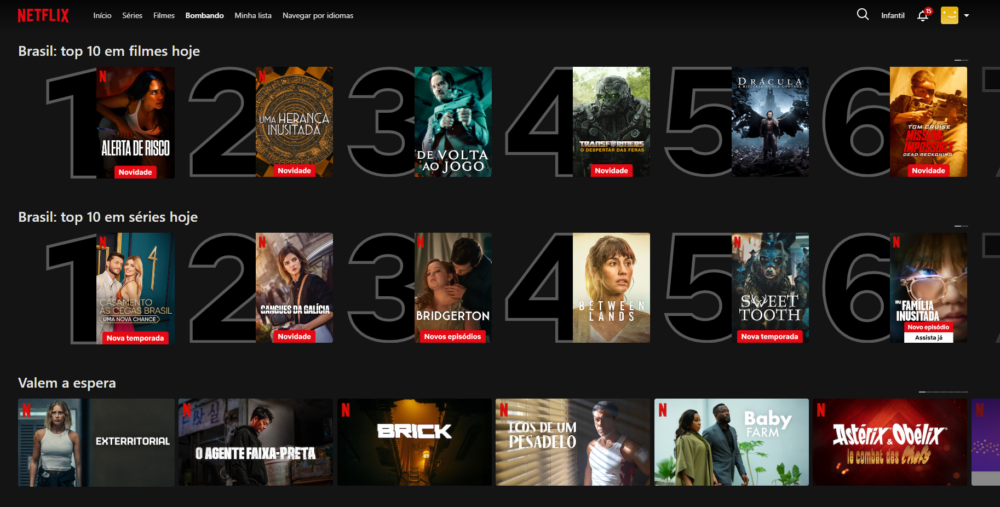 NETFLIX
Início Séries Filmes Bombando Minha lista Navegar por idiomas
Infantil
15
Brasil: top 10 em filmes hoje
1
N
ALERTA DE RISCO
Novidade
2
N
UMA HERANÇA
INUSITADA
Novidade
3
DE VOLTA
AO JOGO
4
TRANSFORMERS
O DESPERTAR DAS FERAS
Novidade
5
DRÁCULA
A HISTÓRIA NUNCA CONTADA
6
TOM CRUISE
MISSION:
IMPOSSIBLE
DEAD RECKONING
Novidade
Brasil: top 10 em séries hoje
1
N
4
CASAMENTO
ÀS CEGAS BRASIL
UMA NOVA CHANCE
Nova temporada
2
N
GANGUES DA GALÍCIA
Novidade
3
N
BRIDGERTON
Novos episódios
4
BETWEEN
LANDS
5
N
SWEET
TOOTH
Nova temporada
6
N
UMA FAMÍLIA
INUSITADA
Novo episódio
Assista já
Valem a espera
N
EXTERRITORIAL
N
O AGENTE FAIXA-PRETA
N
BRICK
N
ECOS DE UM
PESADELO
N
Baby
FARM
N
Astérix & Obélix
le combat des Chefs
N